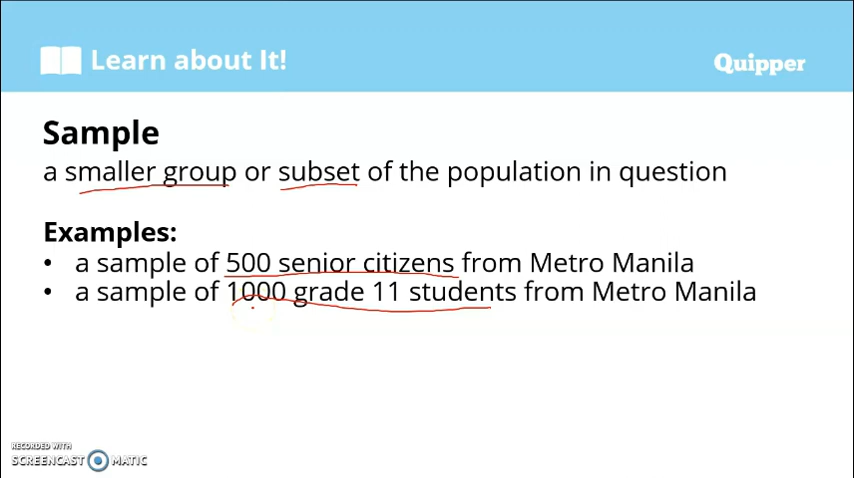 Learn about It!
Quipper
Sample
a smaller group or subset of the population in question
Examples:
• a sample of 500 senior citizens from Metro Manila
• a sample of 1000 grade 11 students from Metro Manila
RECORDED WITH
SCREENCAST MATIC